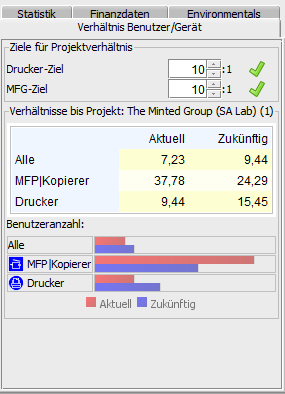 Statistik Finanzdaten Environmentals
Verhältnis Benutzer/Gerät
Ziele für Projektverhältnis
Drucker-Ziel 10 :1
MFG-Ziel 10 :1
Verhältnisse bis Projekt: The Minted Group (SA Lab) (1)
Aktuell Zukünftig
Alle 7,23 9,44
MFP|Kopierer 37,78 24,29
Drucker 9,44 15,45
Benutzeranzahl:
Alle
MFP|Kopierer
Drucker
Aktuell Zukünftig